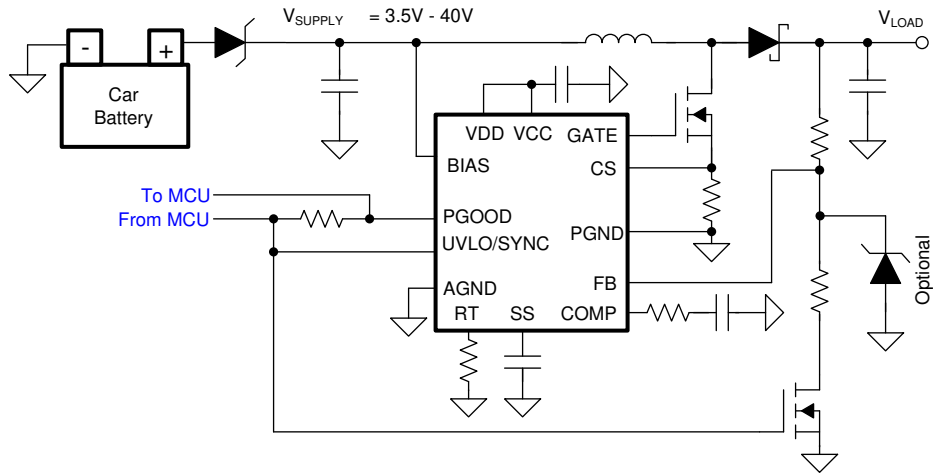 V_SUPPLY = 3.5V - 40V
V_LOAD
- +
Car
Battery
VDD VCC GATE
BIAS CS
To MCU
From MCU
PGOOD
UVLO/SYNC PGND
AGND FB
RT SS COMP
Optional